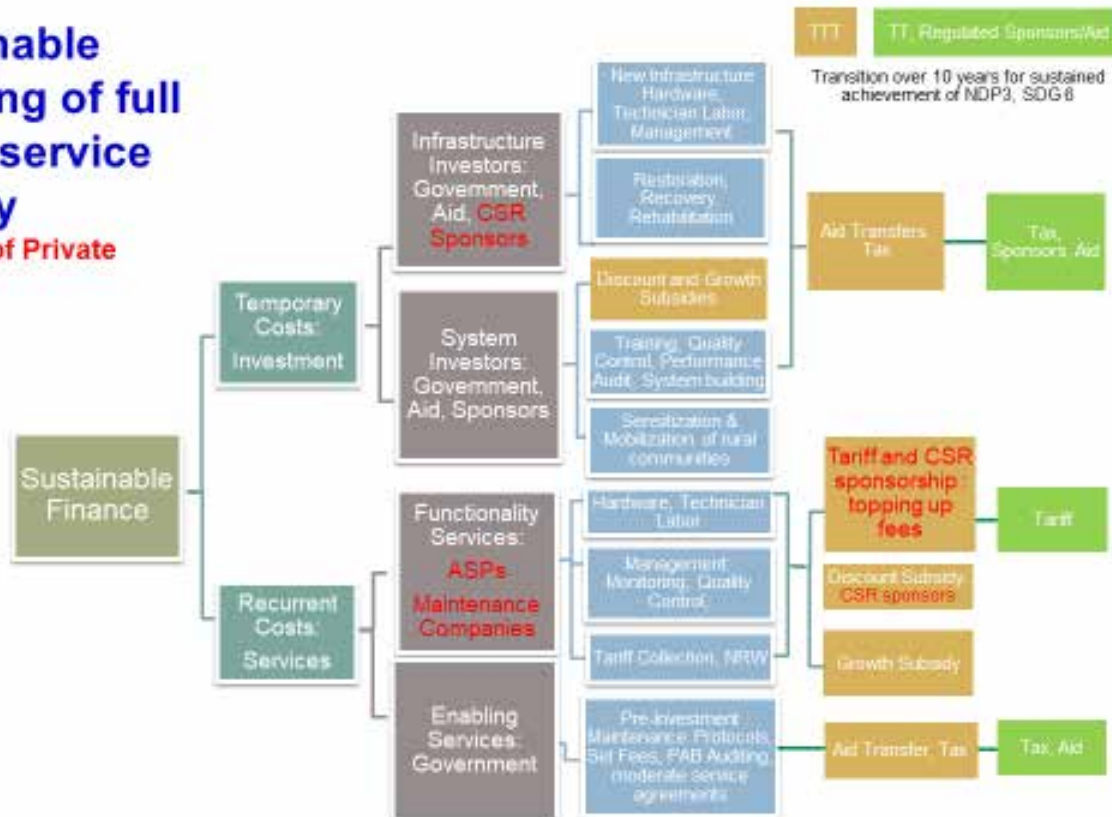 nable
ng of full
service
y
of Private
TTT
TT, Regulated Sponsors/Aid
Transition over 10 years for sustained
achievement of NDP3, SDG 6
Sustainable
Finance
Temporary
Costs:
Investment
Recurrent
Costs:
Services
Infrastructure
Investors:
Government,
Aid, CSR
Sponsors
System
Investors:
Government,
Aid, Sponsors
Functionality
Services:
ASPs
Maintenance
Companies
Enabling
Services:
Government
New Infrastructure
Hardware,
Technician Labor,
Management
Restoration,
Recovery,
Rehabilitation
Discount and Growth
Subsidies
Training, Quality
Control, Performance
Audit, System building
& Mobilization of rural
communities
Hardware, Technician
Labor
Management
Monitoring, Quality
Control,
Tariff Collection, NRW
Pre-Investment
Maintenance Protocols,
Set Fees, PAB Auditing,
moderate service
agreements
Aid Transfers,
Tax
Tax,
Sponsors, Aid
Tariff and CSR
sponsorship :
topping up
fees
Tariff
Discount Subsidy
CSR sponsors
Growth Subsidy
Aid Transfer, Tax
Tax, Aid